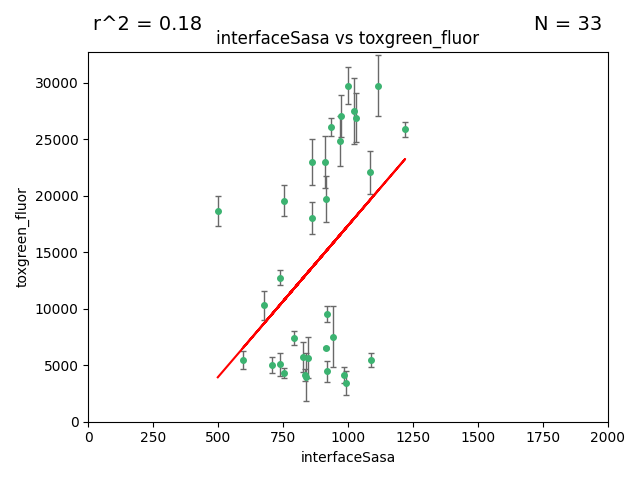 r^2 = 0.18
N = 33
interfaceSasa vs toxgreen_fluor
30000
25000
20000
15000
10000
5000
0
toxgreen_fluor
0 250 500 750 1000 1250 1500 1750 2000
interfaceSasa